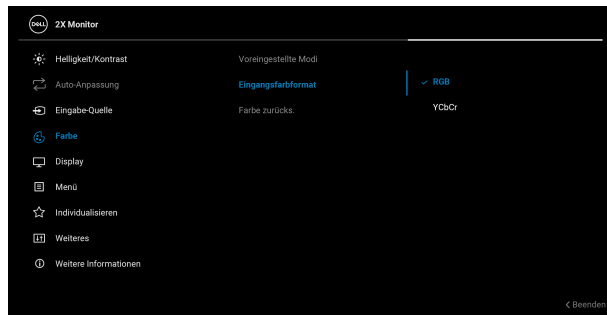 DELL
2X Monitor
Helligkeit/Kontrast
Auto-Anpassung
Eingabe-Quelle
Farbe
Display
Menü
Individualisieren
Weiteres
Weitere Informationen
Voreingestellte Modi
Eingangsfarbformat
Farbe zurücks.
RGB
YCbCr
Beenden